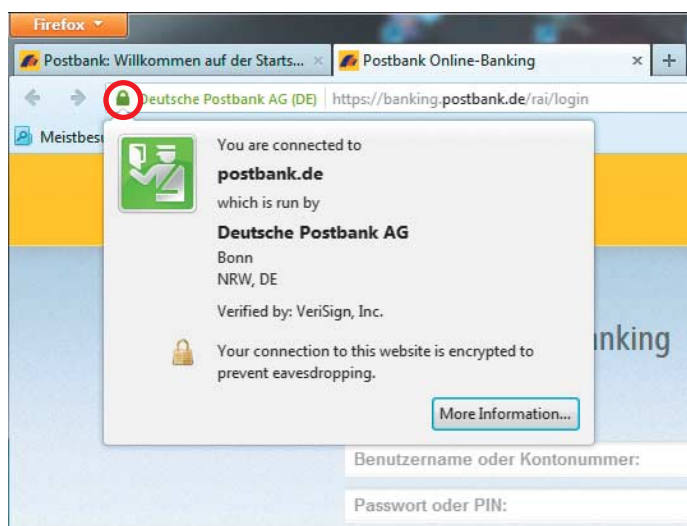 Firefox
Postbank: Willkommen auf der Starts...
Postbank Online-Banking
Deutsche Postbank AG (DE) https://banking.postbank.de/rai/login
You are connected to
postbank.de
which is run by
Deutsche Postbank AG
Bonn
NRW, DE
Verified by: VeriSign, Inc.
Your connection to this website is encrypted to
prevent eavesdropping.
More Information...
Benutzername oder Kontonummer:
Passwort oder PIN: